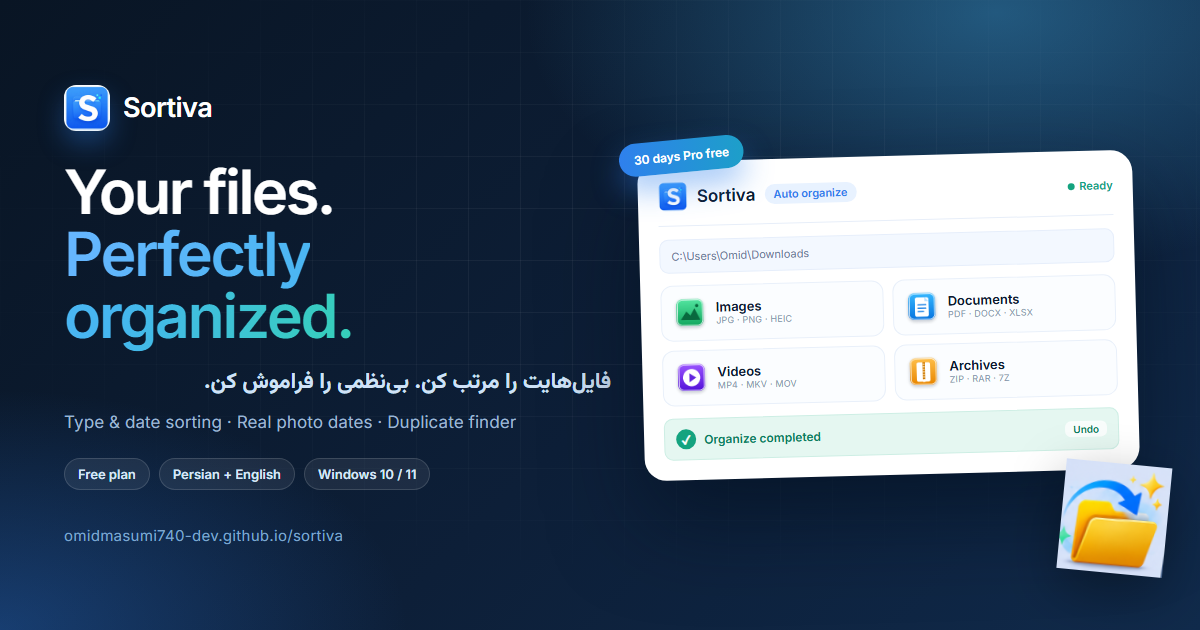 Sortiva
Your files.
Perfectly
organized.
فایل‌هایت را مرتب کن. بی‌نظمی را فراموش کن.
Type & date sorting · Real photo dates · Duplicate finder
Free plan
Persian + English
Windows 10 / 11
omidmasumi740-dev.github.io/sortiva
30 days Pro free
S Sortiva
Auto organize
Ready
C:\Users\Omid\Downloads
Images
JPG · PNG · HEIC
Documents
PDF · DOCX · XLSX
Videos
MP4 · MKV · MOV
Archives
ZIP · RAR · 7Z
Organize completed
Undo